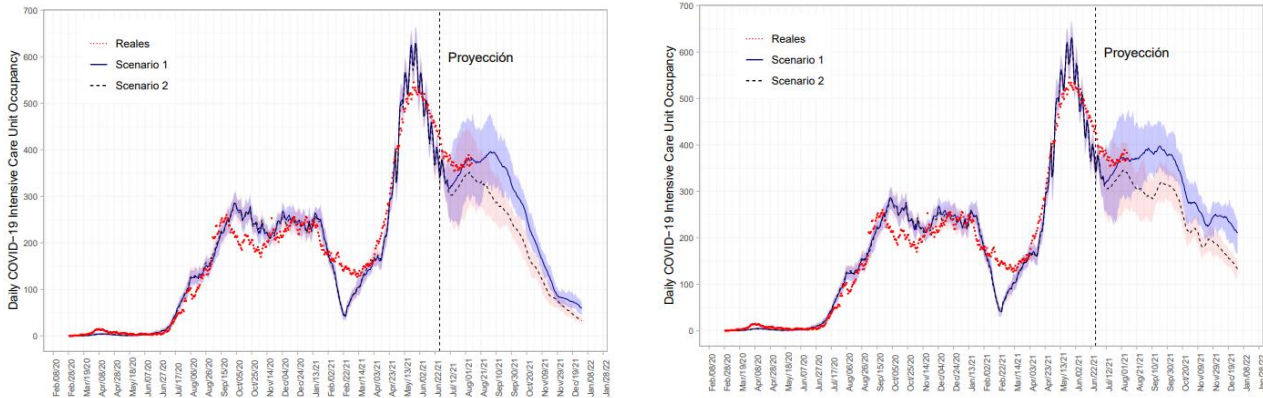 Daily COVID−19 Intensive Care Unit Occupancy
700
600
500
400
300
200
100
0
Reales
Scenario 1
Scenario 2
Proyección
Feb/08/20
Feb/28/20
Mar/19/20
Apr/08/20
Apr/28/20
May/18/20
Jun/07/20
Jun/27/20
Jul/17/20
Aug/06/20
Aug/26/20
Sep/15/20
Oct/05/20
Oct/25/20
Nov/14/20
Dec/04/20
Dec/24/20
Jan/13/21
Feb/02/21
Feb/22/21
Mar/14/21
Apr/03/21
Apr/23/21
May/13/21
Jun/02/21
Jun/22/21
Jul/12/21
Aug/01/21
Aug/21/21
Sep/10/21
Sep/30/21
Oct/20/21
Nov/09/21
Nov/29/21
Dec/19/21
Jan/08/22
Jan/28/22
Daily COVID−19 Intensive Care Unit Occupancy
700
600
500
400
300
200
100
0
Reales
Scenario 1
Scenario 2
Proyección
Feb/08/20
Feb/28/20
Mar/19/20
Apr/08/20
Apr/28/20
May/18/20
Jun/07/20
Jun/27/20
Jul/17/20
Aug/06/20
Aug/26/20
Sep/15/20
Oct/05/20
Oct/25/20
Nov/14/20
Dec/04/20
Dec/24/20
Jan/13/21
Feb/02/21
Feb/22/21
Mar/14/21
Apr/03/21
Apr/23/21
May/13/21
Jun/02/21
Jun/22/21
Jul/12/21
Aug/01/21
Aug/21/21
Sep/10/21
Sep/30/21
Oct/20/21
Nov/09/21
Nov/29/21
Dec/19/21
Jan/08/22